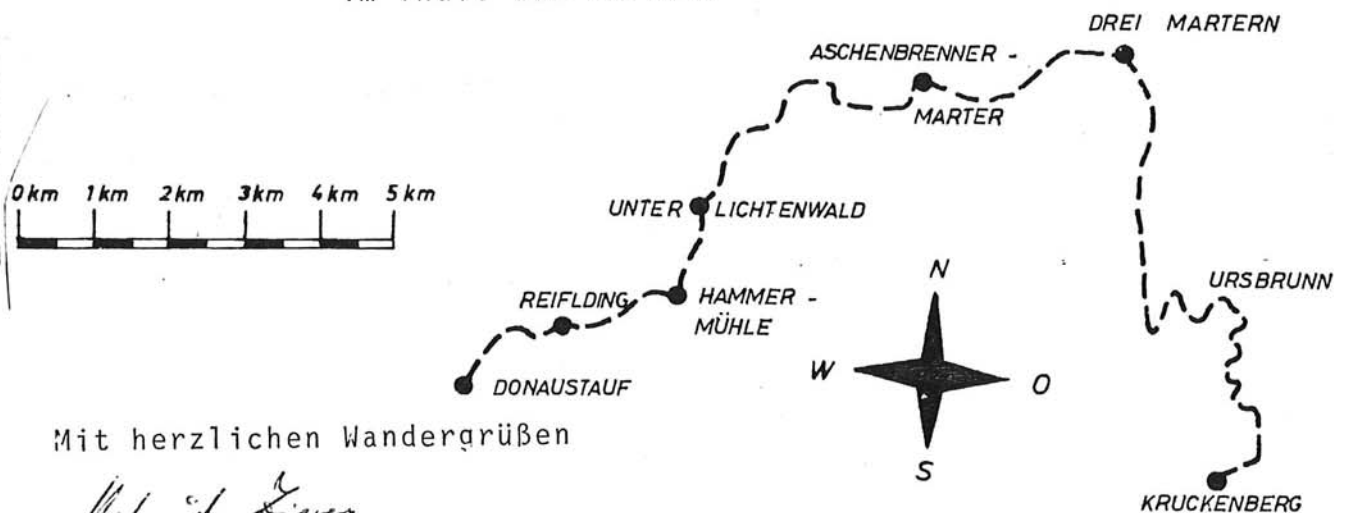 DREI MARTERN
ASCHENBRENNER -
MARTER
0 km 1 km 2 km 3 km 4 km 5 km
UNTER LICHTENWALD
N
URSBRUNN
REIFLDING
HAMMER -
MÜHLE
W
O
DONAUSTAUF
Mit herzlichen Wandergrüßen
S
KRUCKENBERG